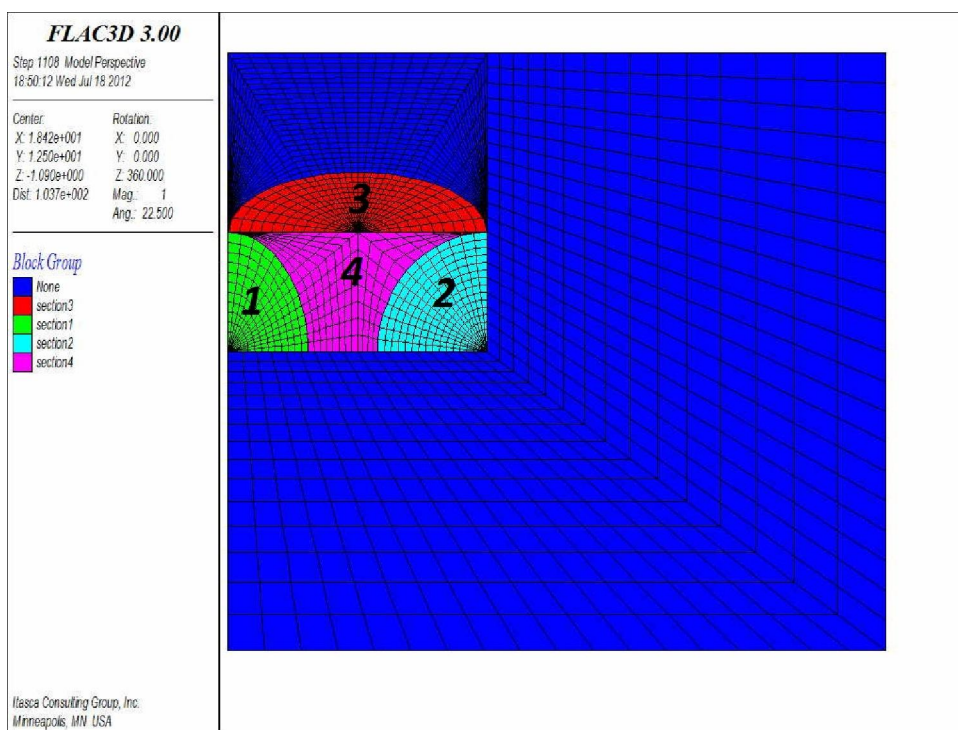 FLAC3D 3.00
Step 1108 Model Perspective
18:50:12 Wed Jul 18 2012
Center:
X: 1.842e+001
Y: 1.250e+001
Z: -1.090e+000
Dist: 1.037e+002
Rotation:
X: 0.000
Y: 0.000
Z: 360.000
Mag.: 1
Ang.: 22.500
Block Group
None
section3
section1
section2
section4
Itasca Consulting Group, Inc.
Minneapolis, MN USA
3
4
1
2